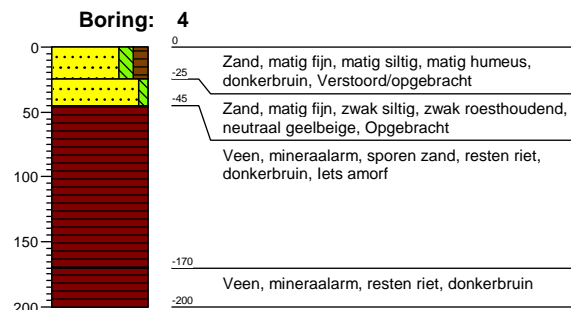 Boring: 4
0
0
Zand, matig fijn, matig siltig, matig humeus,
donkerbruin, Verstoord/opgebracht
-25
-45
Zand, matig fijn, zwak siltig, zwak roesthoudend,
neutraal geelbeige, Opgebracht
50
Veen, mineraalarm, sporen zand, resten riet,
donkerbruin, Iets amorf
100
150
-170
Veen, mineraalarm, resten riet, donkerbruin
200
-200